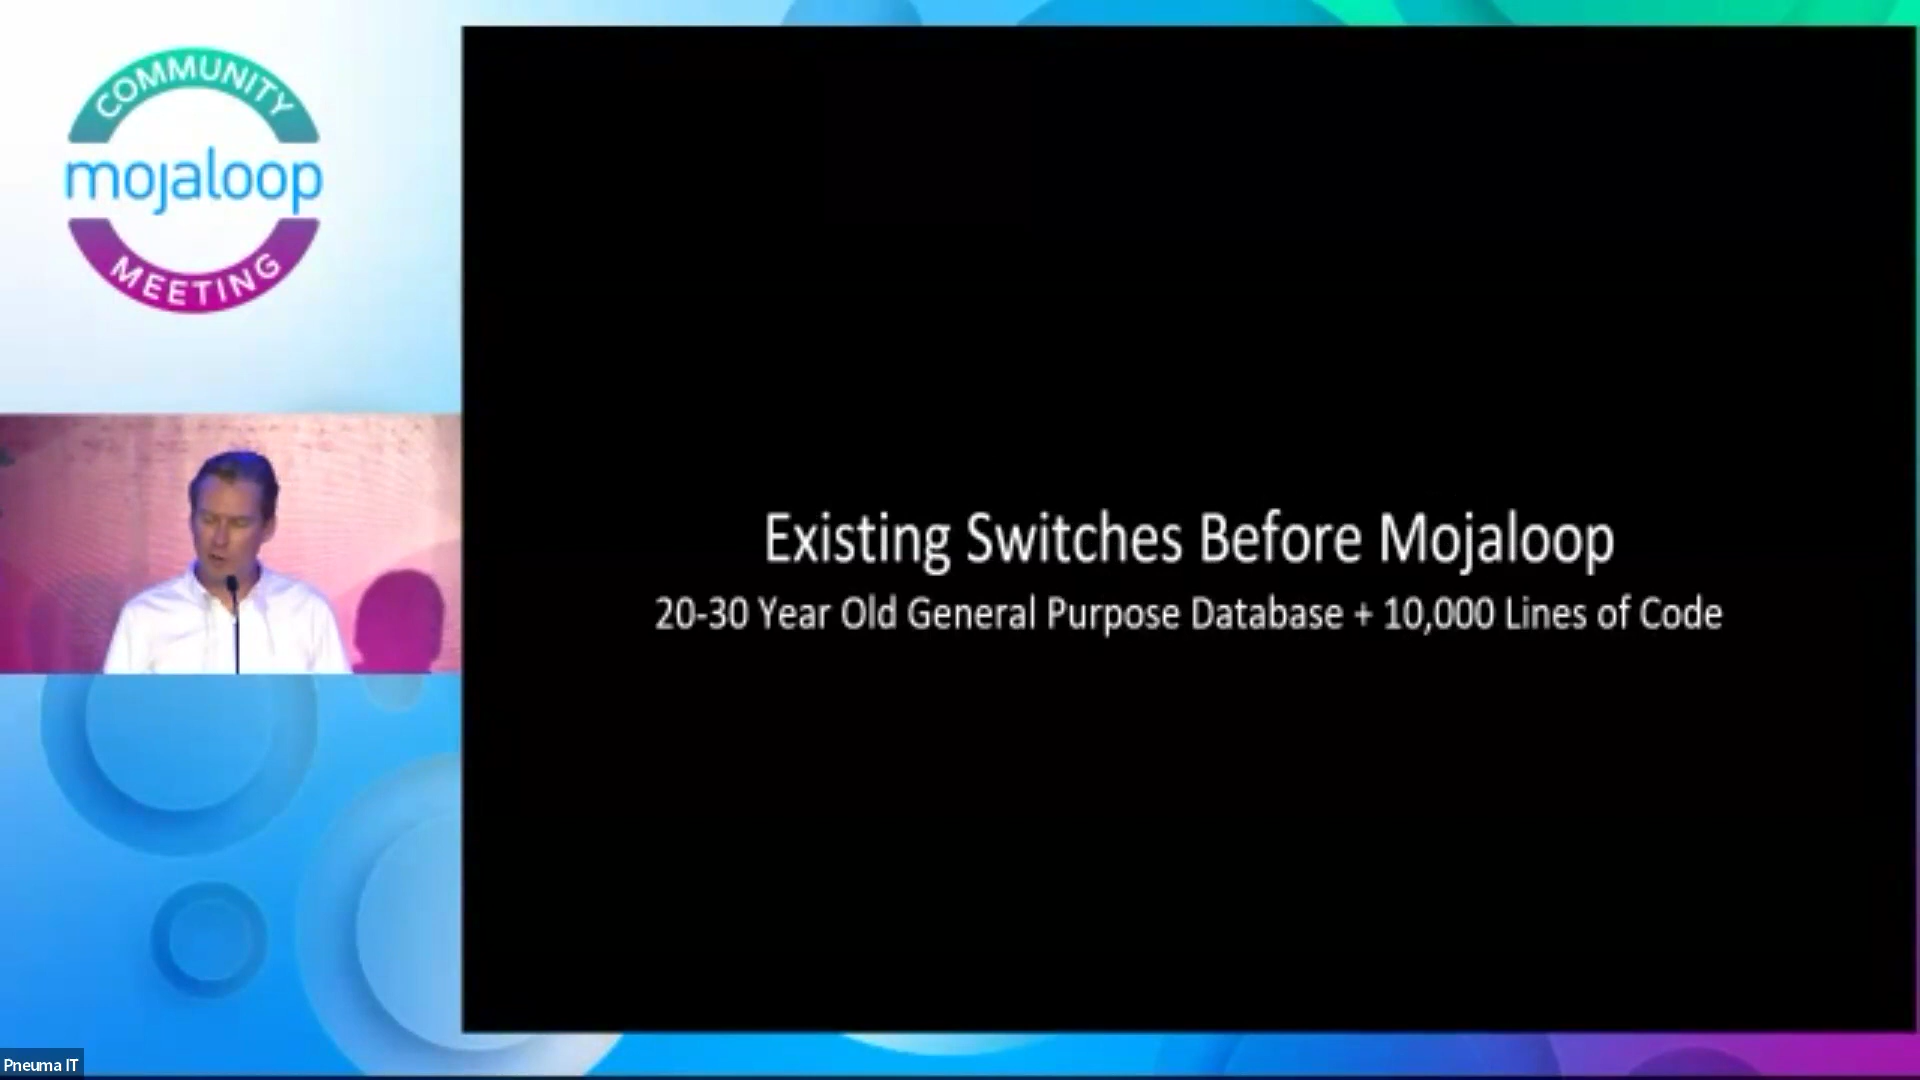 COMMUNITY
mojaloop
MEETING
Existing Switches Before Mojaloop
20-30 Year Old General Purpose Database + 10,000 Lines of Code
Pneuma IT